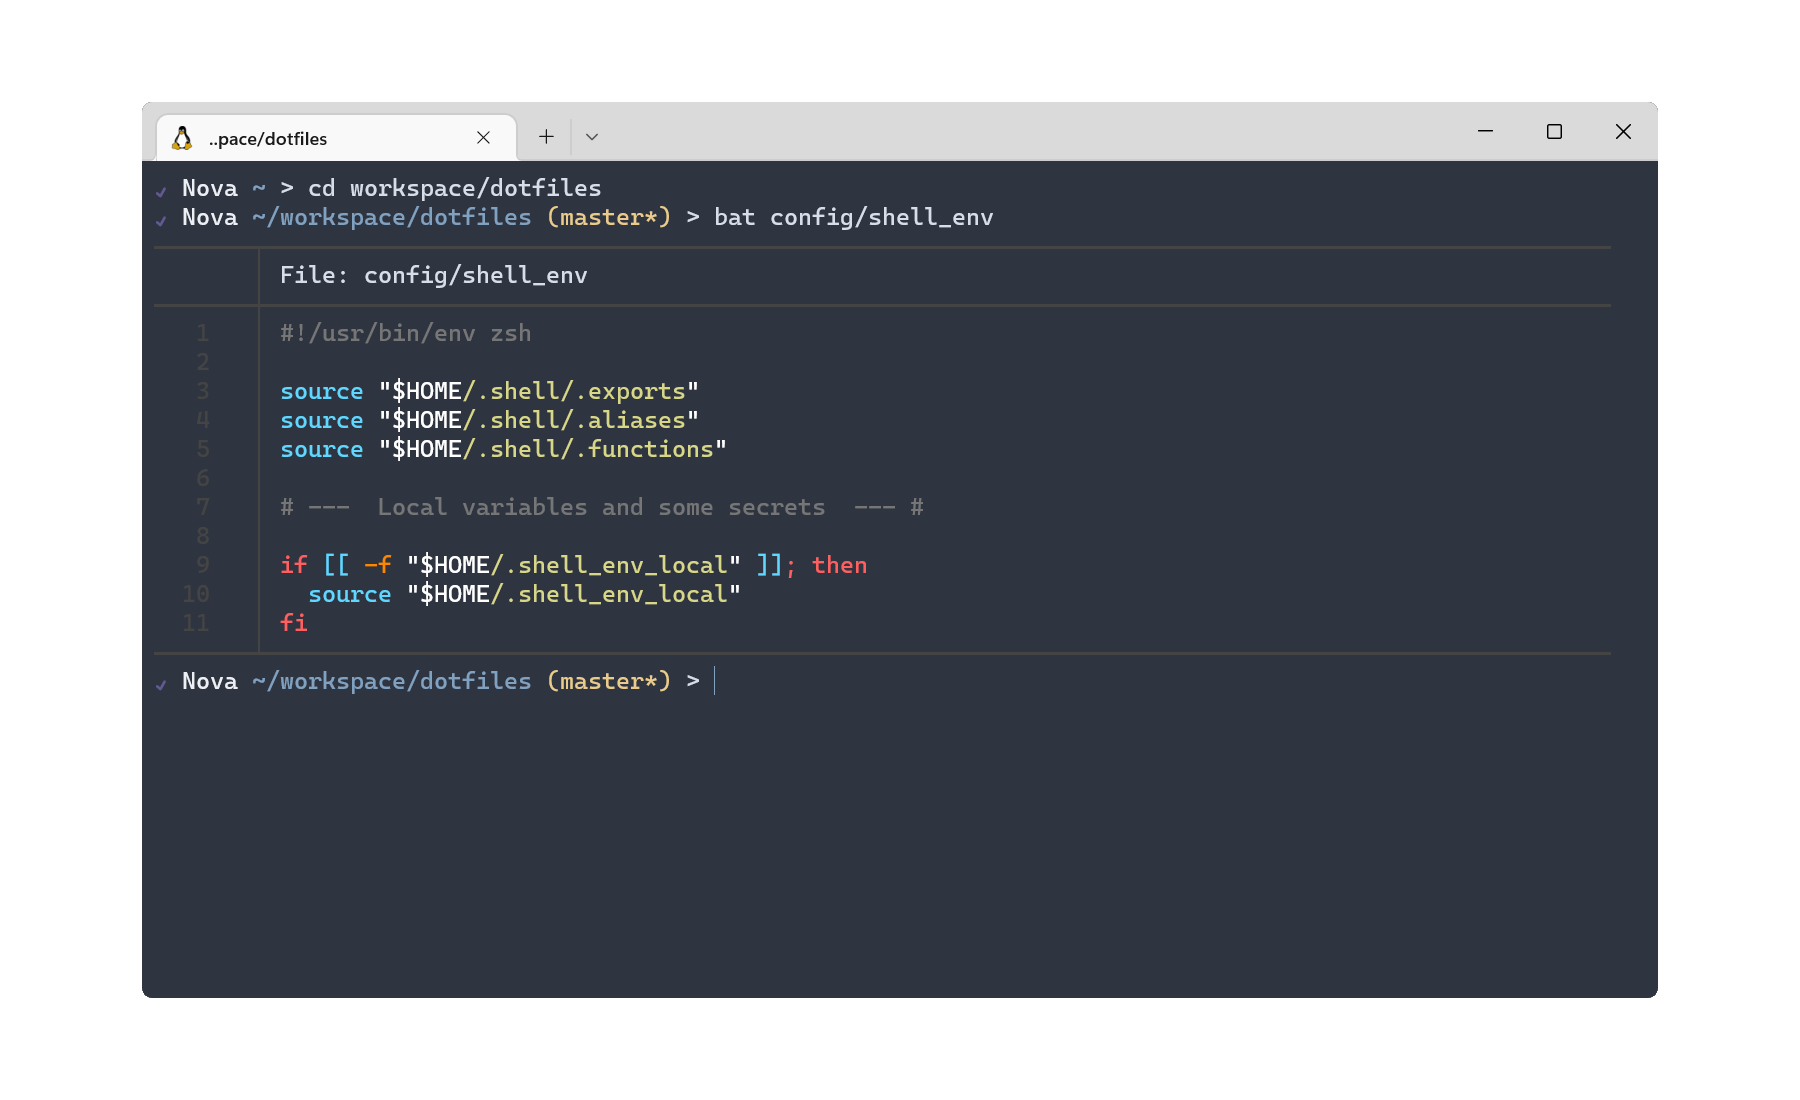 ..pace/dotfiles
✓ Nova ~ > cd workspace/dotfiles
✓ Nova ~/workspace/dotfiles (master*) > bat config/shell_env
File: config/shell_env
1 #!/usr/bin/env zsh
2
3 source "$HOME/.shell/.exports"
4 source "$HOME/.shell/.aliases"
5 source "$HOME/.shell/.functions"
6
7 # ---  Local variables and some secrets  --- #
8
9 if [[ -f "$HOME/.shell_env_local" ]]; then
10   source "$HOME/.shell_env_local"
11 fi
✓ Nova ~/workspace/dotfiles (master*) >